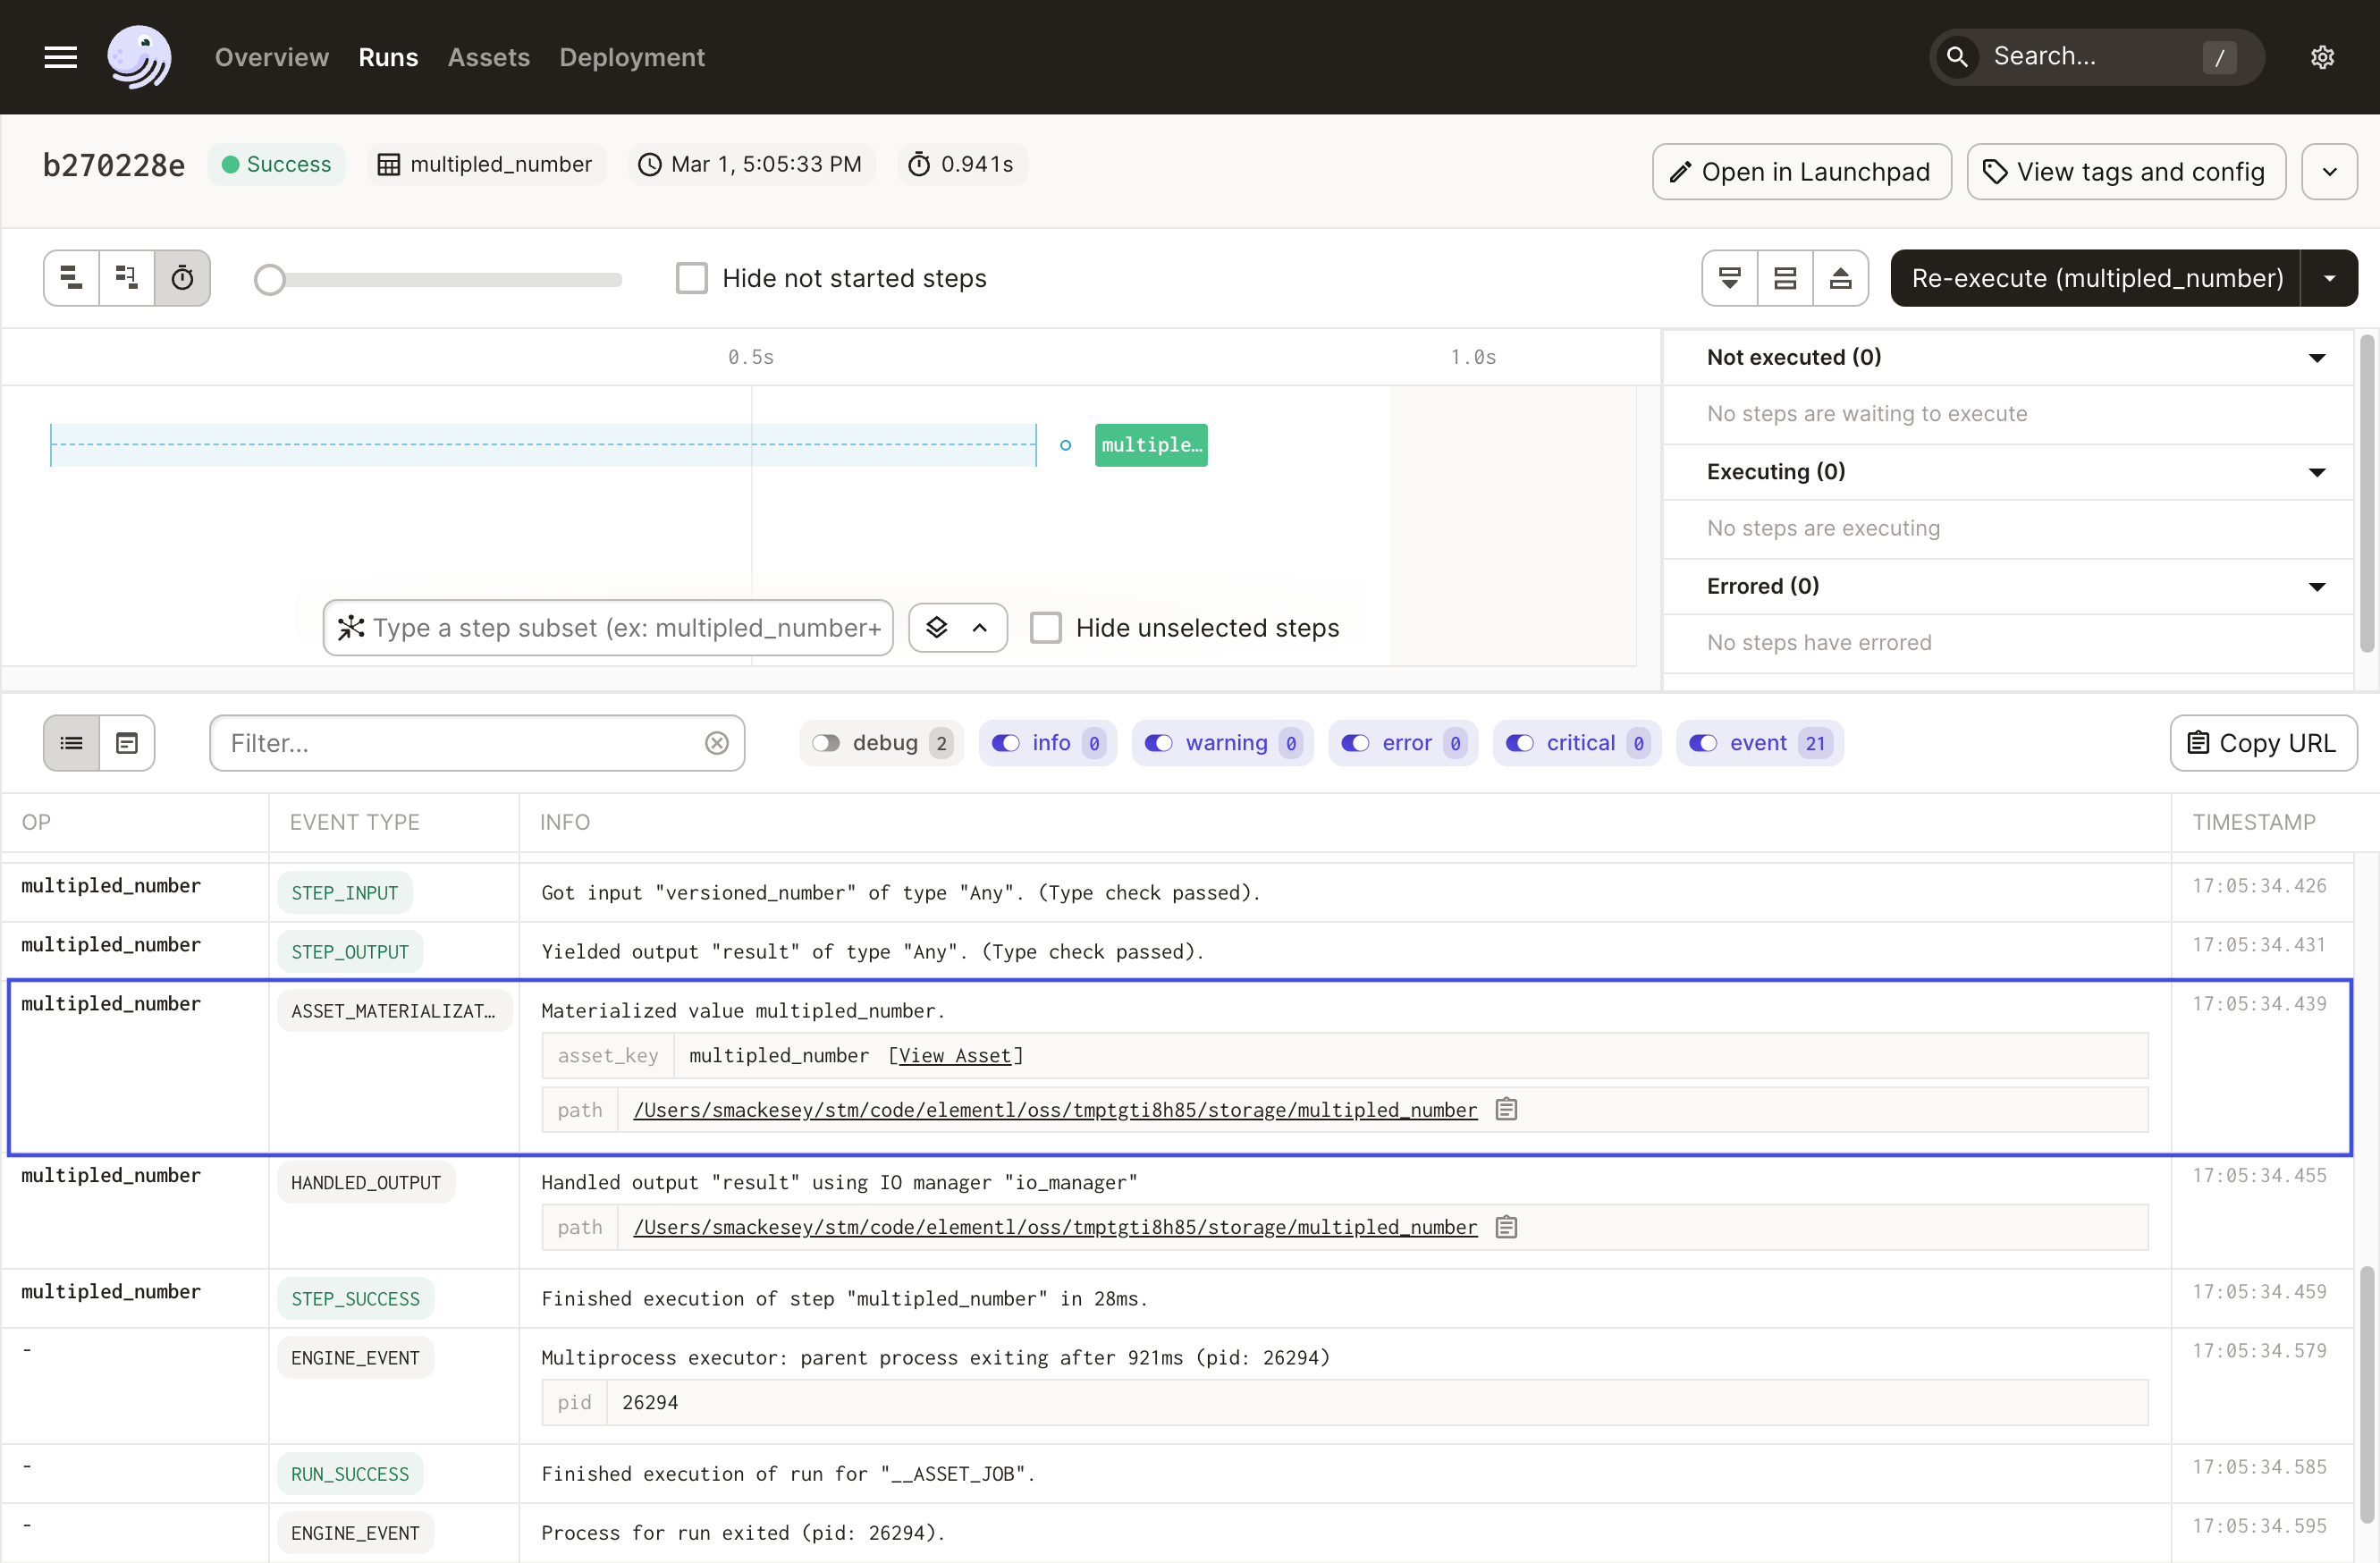 Overview Runs Assets Deployment Search... /
b270228e Success multipled_number Mar 1, 5:05:33 PM 0.941s Open in Launchpad View tags and config
Hide not started steps Re-execute (multipled_number)
0.5s 1.0s
multiple…
Type a step subset (ex: multipled_number+ Hide unselected steps
Not executed (0)
No steps are waiting to execute
Executing (0)
No steps are executing
Errored (0)
No steps have errored
Filter... debug 2 info 0 warning 0 error 0 critical 0 event 21 Copy URL
OP EVENT TYPE INFO TIMESTAMP
multipled_number STEP_INPUT Got input "versioned_number" of type "Any". (Type check passed). 17:05:34.426
multipled_number STEP_OUTPUT Yielded output "result" of type "Any". (Type check passed). 17:05:34.431
multipled_number ASSET_MATERIALIZAT… Materialized value multipled_number. 17:05:34.439
asset_key multipled_number [View Asset]
path /Users/smackesey/stm/code/elementl/oss/tmptgti8h85/storage/multipled_number
multipled_number HANDLED_OUTPUT Handled output "result" using IO manager "io_manager" 17:05:34.455
path /Users/smackesey/stm/code/elementl/oss/tmptgti8h85/storage/multipled_number
multipled_number STEP_SUCCESS Finished execution of step "multipled_number" in 28ms. 17:05:34.459
- ENGINE_EVENT Multiprocess executor: parent process exiting after 921ms (pid: 26294) 17:05:34.579
pid 26294
- RUN_SUCCESS Finished execution of run for "__ASSET_JOB". 17:05:34.585
- ENGINE_EVENT Process for run exited (pid: 26294). 17:05:34.595